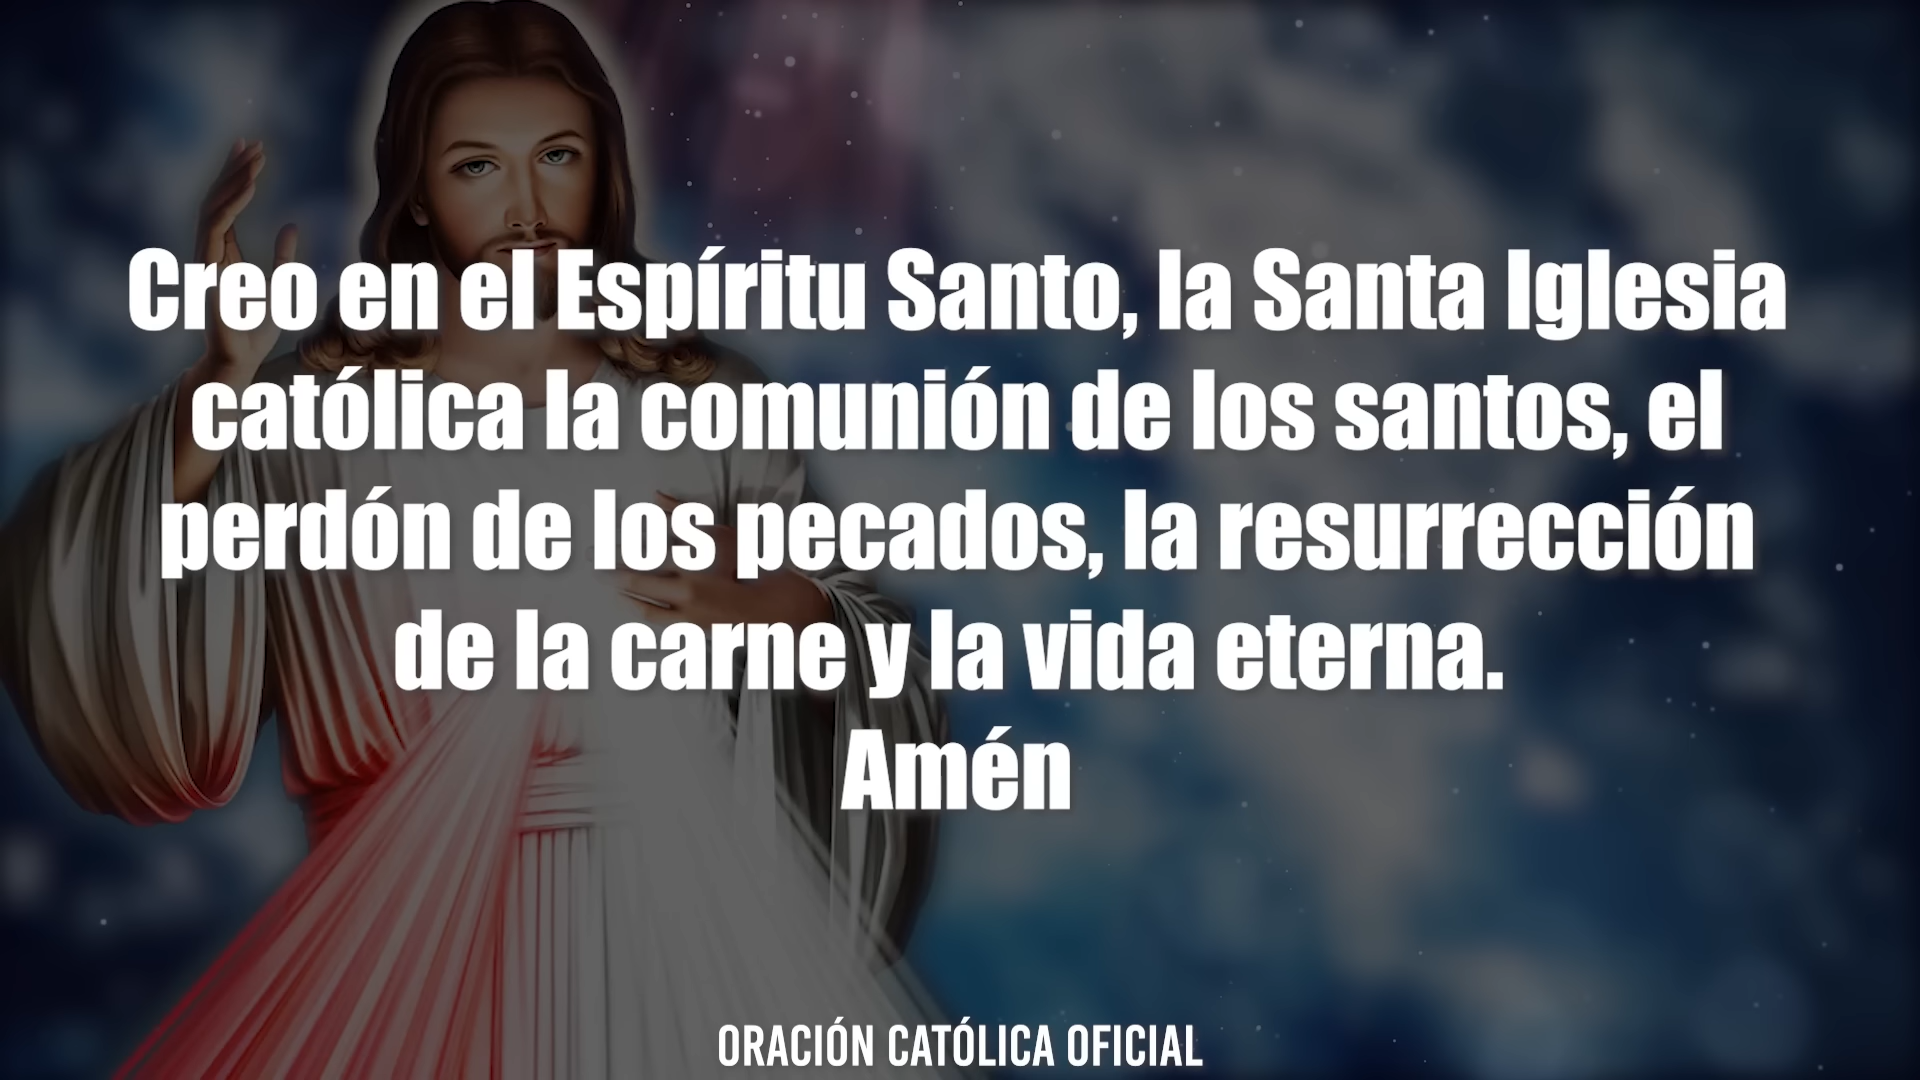 Creo en el Espíritu Santo, la Santa Iglesia
católica la comunión de los santos, el
perdón de los pecados, la resurrección
de la carne y la vida eterna.
Amén
ORACIÓN CATÓLICA OFICIAL